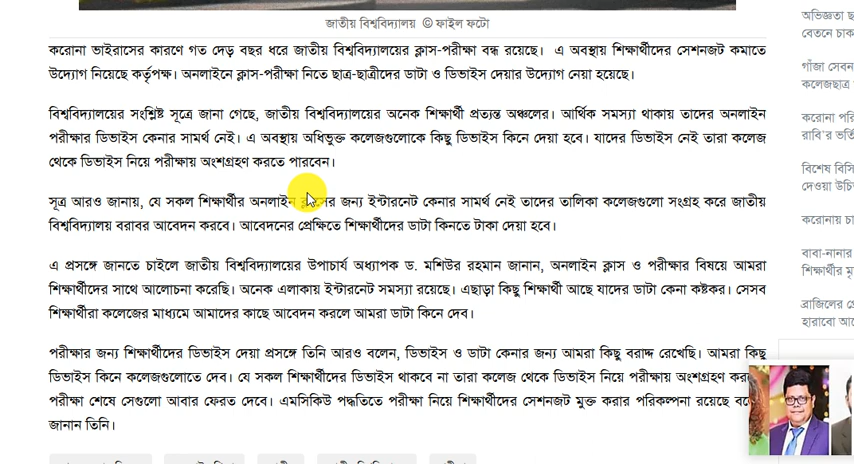 জাতীয় বিশ্ববিদ্যালয় © ফাইল ফটো
করোনা ভাইরাসের কারণে গত দেড় বছর ধরে জাতীয় বিশ্ববিদ্যালয়ের ক্লাস-পরীক্ষা বন্ধ রয়েছে। এ অবস্থায় শিক্ষার্থীদের সেশনজট কমাতে
উদ্যোগ নিয়েছে কর্তৃপক্ষ। অনলাইনে ক্লাস-পরীক্ষা নিতে ছাত্র-ছাত্রীদের ডাটা ও ডিভাইস দেয়ার উদ্যোগ নেয়া হয়েছে।
বিশ্ববিদ্যালয়ের সংশ্লিষ্ট সূত্রে জানা গেছে, জাতীয় বিশ্ববিদ্যালয়ের অনেক শিক্ষার্থী প্রত্যন্ত অঞ্চলের। আর্থিক সমস্যা থাকায় তাদের অনলাইন
পরীক্ষার ডিভাইস কেনার সামর্থ নেই। এ অবস্থায় অধিভুক্ত কলেজগুলোকে কিছু ডিভাইস কিনে দেয়া হবে। যাদের ডিভাইস নেই তারা কলেজ
থেকে ডিভাইস নিয়ে পরীক্ষায় অংশগ্রহণ করতে পারবেন।
সূত্র আরও জানায়, যে সকল শিক্ষার্থীর অনলাইন ক্লাসের জন্য ইন্টারনেট কেনার সামর্থ নেই তাদের তালিকা কলেজগুলো সংগ্রহ করে জাতীয়
বিশ্ববিদ্যালয় বরাবর আবেদন করবে। আবেদনের প্রেক্ষিতে শিক্ষার্থীদের ডাটা কিনতে টাকা দেয়া হবে।
এ প্রসঙ্গে জানতে চাইলে জাতীয় বিশ্ববিদ্যালয়ের উপাচার্য অধ্যাপক ড. মশিউর রহমান জানান, অনলাইন ক্লাস ও পরীক্ষার বিষয়ে আমরা
শিক্ষার্থীদের সাথে আলোচনা করেছি। অনেক এলাকায় ইন্টারনেট সমস্যা রয়েছে। এছাড়া কিছু শিক্ষার্থী আছে যাদের ডাটা কেনা কষ্টকর। সেসব
শিক্ষার্থীরা কলেজের মাধ্যমে আমাদের কাছে আবেদন করলে আমরা ডাটা কিনে দেব।
পরীক্ষার জন্য শিক্ষার্থীদের ডিভাইস দেয়া প্রসঙ্গে তিনি আরও বলেন, ডিভাইস ও ডাটা কেনার জন্য আমরা কিছু বরাদ্দ রেখেছি। আমরা কিছু
ডিভাইস কিনে কলেজগুলোতে দেব। যে সকল শিক্ষার্থীদের ডিভাইস থাকবে না তারা কলেজ থেকে ডিভাইস নিয়ে পরীক্ষায় অংশগ্রহণ
পরীক্ষা শেষে সেগুলো আবার ফেরত দেবে। এমসিকিউ পদ্ধতিতে পরীক্ষা নিয়ে শিক্ষার্থীদের সেশনজট মুক্ত করার পরিকল্পনা রয়েছে
জানান তিনি।
অভিজ্ঞতা
বেতনে
গাঁজা সেবন
কলেজছাত্র
করোনা
রাবি'র
বিশেষ
দেওয়া
করোনায়
বাবা-নানার
শিক্ষার্থীর
ব্রাজিলের
হারাবো